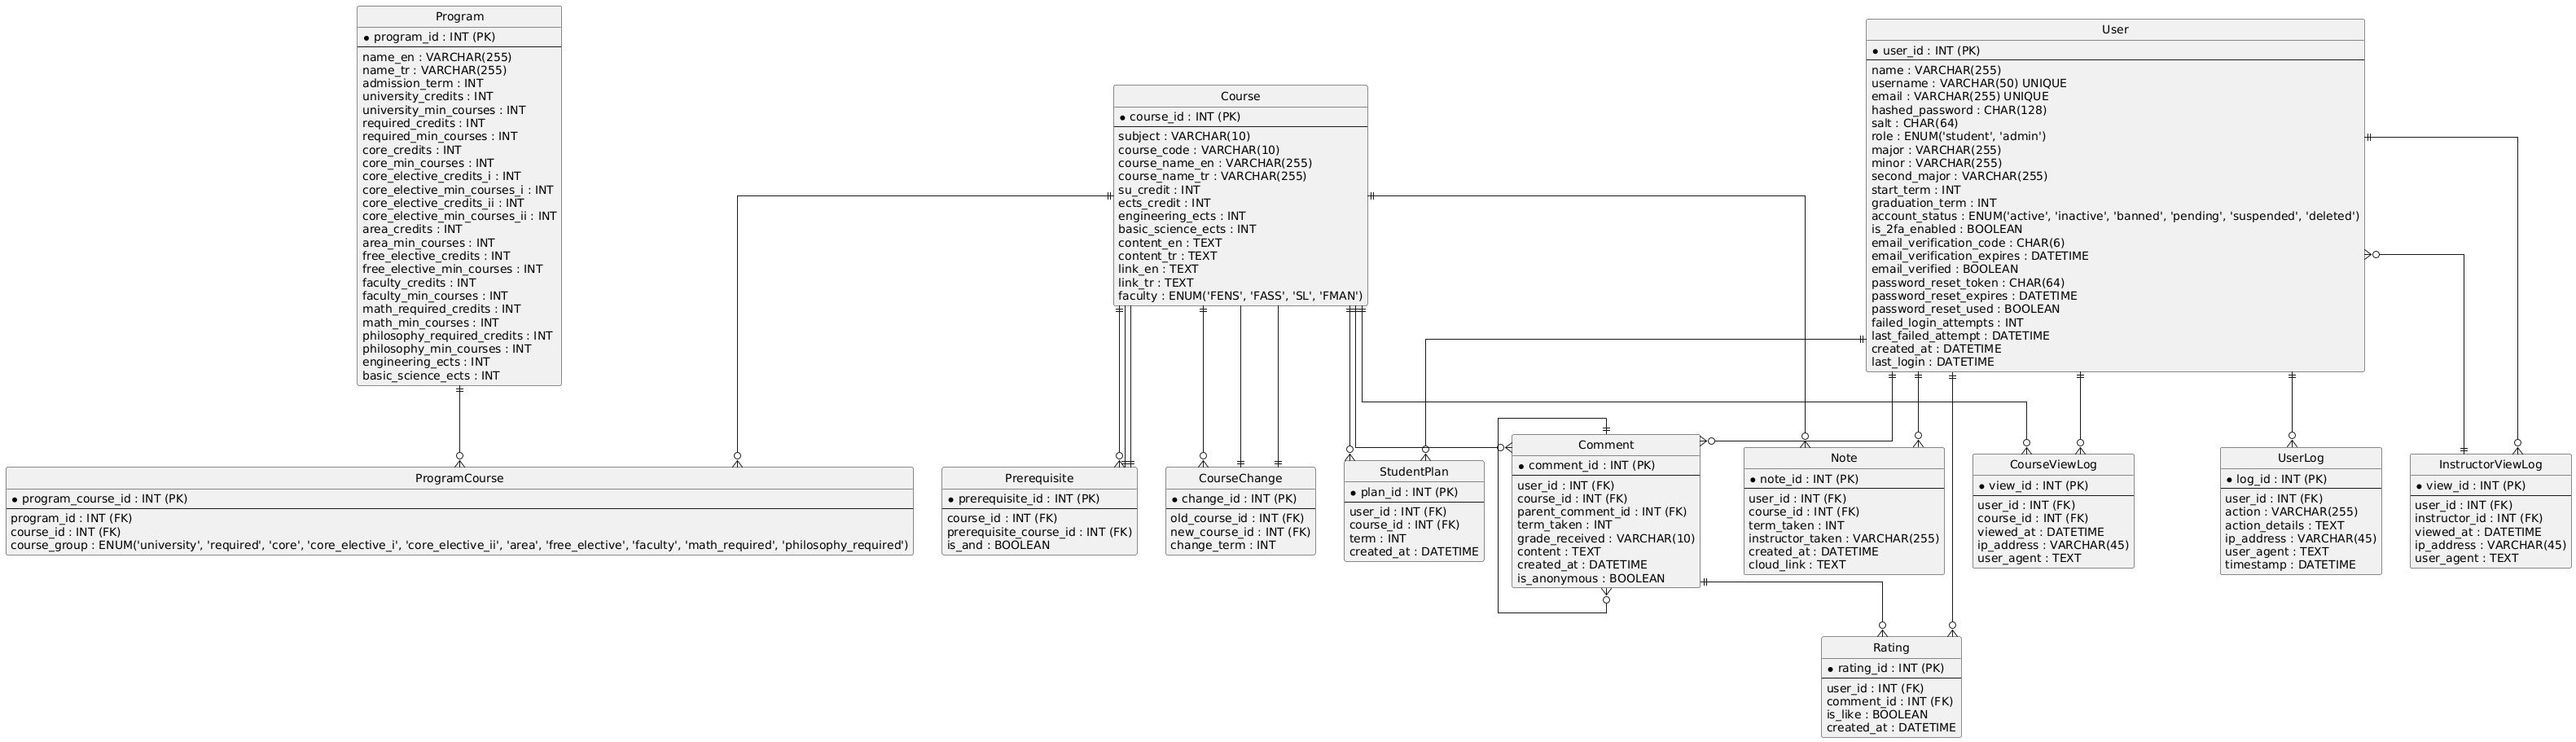 Program
program_id : INT (PK)
name_en : VARCHAR(255)
name_tr : VARCHAR(255)
admission_term : INT
university_credits : INT
university_min_courses : INT
required_credits : INT
required_min_courses : INT
core_credits : INT
core_min_courses : INT
core_elective_credits_i : INT
core_elective_min_courses_i : INT
core_elective_credits_ii : INT
core_elective_min_courses_ii : INT
area_credits : INT
area_min_courses : INT
free_elective_credits : INT
free_elective_min_courses : INT
faculty_credits : INT
faculty_min_courses : INT
math_required_credits : INT
math_min_courses : INT
philosophy_required_credits : INT
philosophy_min_courses : INT
engineering_ects : INT
basic_science_ects : INT
Course
course_id : INT (PK)
subject : VARCHAR(10)
course_code : VARCHAR(10)
course_name_en : VARCHAR(255)
course_name_tr : VARCHAR(255)
su_credit : INT
ects_credit : INT
engineering_ects : INT
basic_science_ects : INT
content_en : TEXT
content_tr : TEXT
link_en : TEXT
link_tr : TEXT
faculty : ENUM('FENS', 'FASS', 'SL', 'FMAN')
User
user_id : INT (PK)
name : VARCHAR(255)
username : VARCHAR(50) UNIQUE
email : VARCHAR(255) UNIQUE
hashed_password : CHAR(128)
salt : CHAR(64)
role : ENUM('student', 'admin')
major : VARCHAR(255)
minor : VARCHAR(255)
second_major : VARCHAR(255)
start_term : INT
graduation_term : INT
account_status : ENUM('active', 'inactive', 'banned', 'pending', 'suspended', 'deleted')
is_2fa_enabled : BOOLEAN
email_verification_code : CHAR(6)
email_verification_expires : DATETIME
email_verified : BOOLEAN
password_reset_token : CHAR(64)
password_reset_expires : DATETIME
password_reset_used : BOOLEAN
failed_login_attempts : INT
last_failed_attempt : DATETIME
created_at : DATETIME
last_login : DATETIME
ProgramCourse
program_course_id : INT (PK)
program_id : INT (FK)
course_id : INT (FK)
course_group : ENUM('university', 'required', 'core', 'core_elective_i', 'core_elective_ii', 'area', 'free_elective', 'faculty', 'math_required', 'philosophy_required')
Prerequisite
prerequisite_id : INT (PK)
course_id : INT (FK)
prerequisite_course_id : INT (FK)
is_and : BOOLEAN
CourseChange
change_id : INT (PK)
old_course_id : INT (FK)
new_course_id : INT (FK)
change_term : INT
StudentPlan
plan_id : INT (PK)
user_id : INT (FK)
course_id : INT (FK)
term : INT
created_at : DATETIME
Comment
comment_id : INT (PK)
user_id : INT (FK)
course_id : INT (FK)
parent_comment_id : INT (FK)
term_taken : INT
grade_received : VARCHAR(10)
content : TEXT
created_at : DATETIME
is_anonymous : BOOLEAN
Note
note_id : INT (PK)
user_id : INT (FK)
course_id : INT (FK)
term_taken : INT
instructor_taken : VARCHAR(255)
created_at : DATETIME
cloud_link : TEXT
CourseViewLog
view_id : INT (PK)
user_id : INT (FK)
course_id : INT (FK)
viewed_at : DATETIME
ip_address : VARCHAR(45)
user_agent : TEXT
UserLog
log_id : INT (PK)
user_id : INT (FK)
action : VARCHAR(255)
action_details : TEXT
ip_address : VARCHAR(45)
user_agent : TEXT
timestamp : DATETIME
InstructorViewLog
view_id : INT (PK)
user_id : INT (FK)
instructor_id : INT (FK)
viewed_at : DATETIME
ip_address : VARCHAR(45)
user_agent : TEXT
Rating
rating_id : INT (PK)
user_id : INT (FK)
comment_id : INT (FK)
is_like : BOOLEAN
created_at : DATETIME